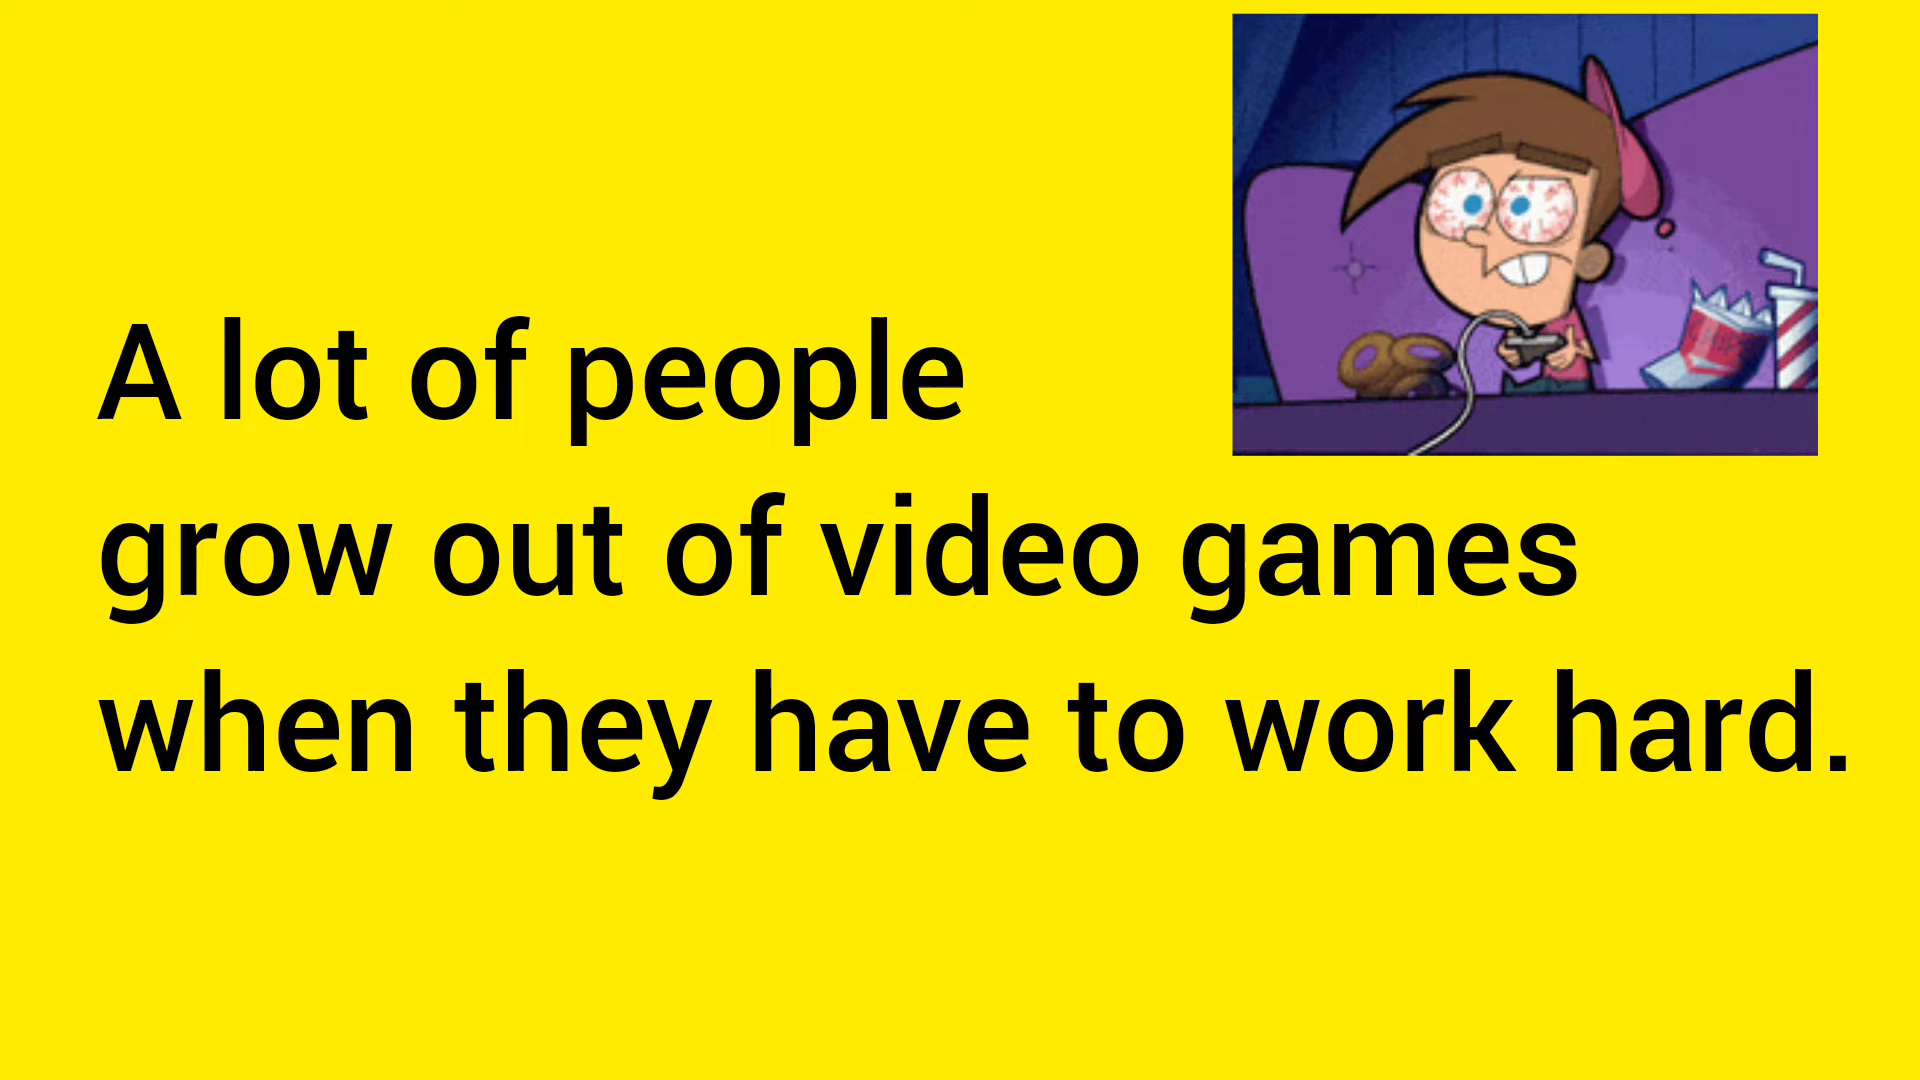 A lot of people
grow out of video games
when they have to work hard.